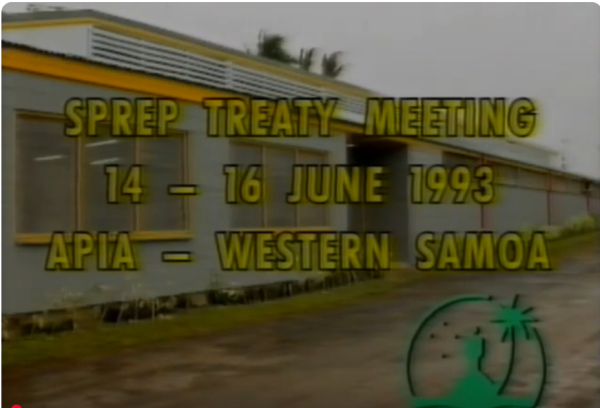 SPREP TREATY MEETING
14 – 16 JUNE 1993
APIA – WESTERN SAMOA